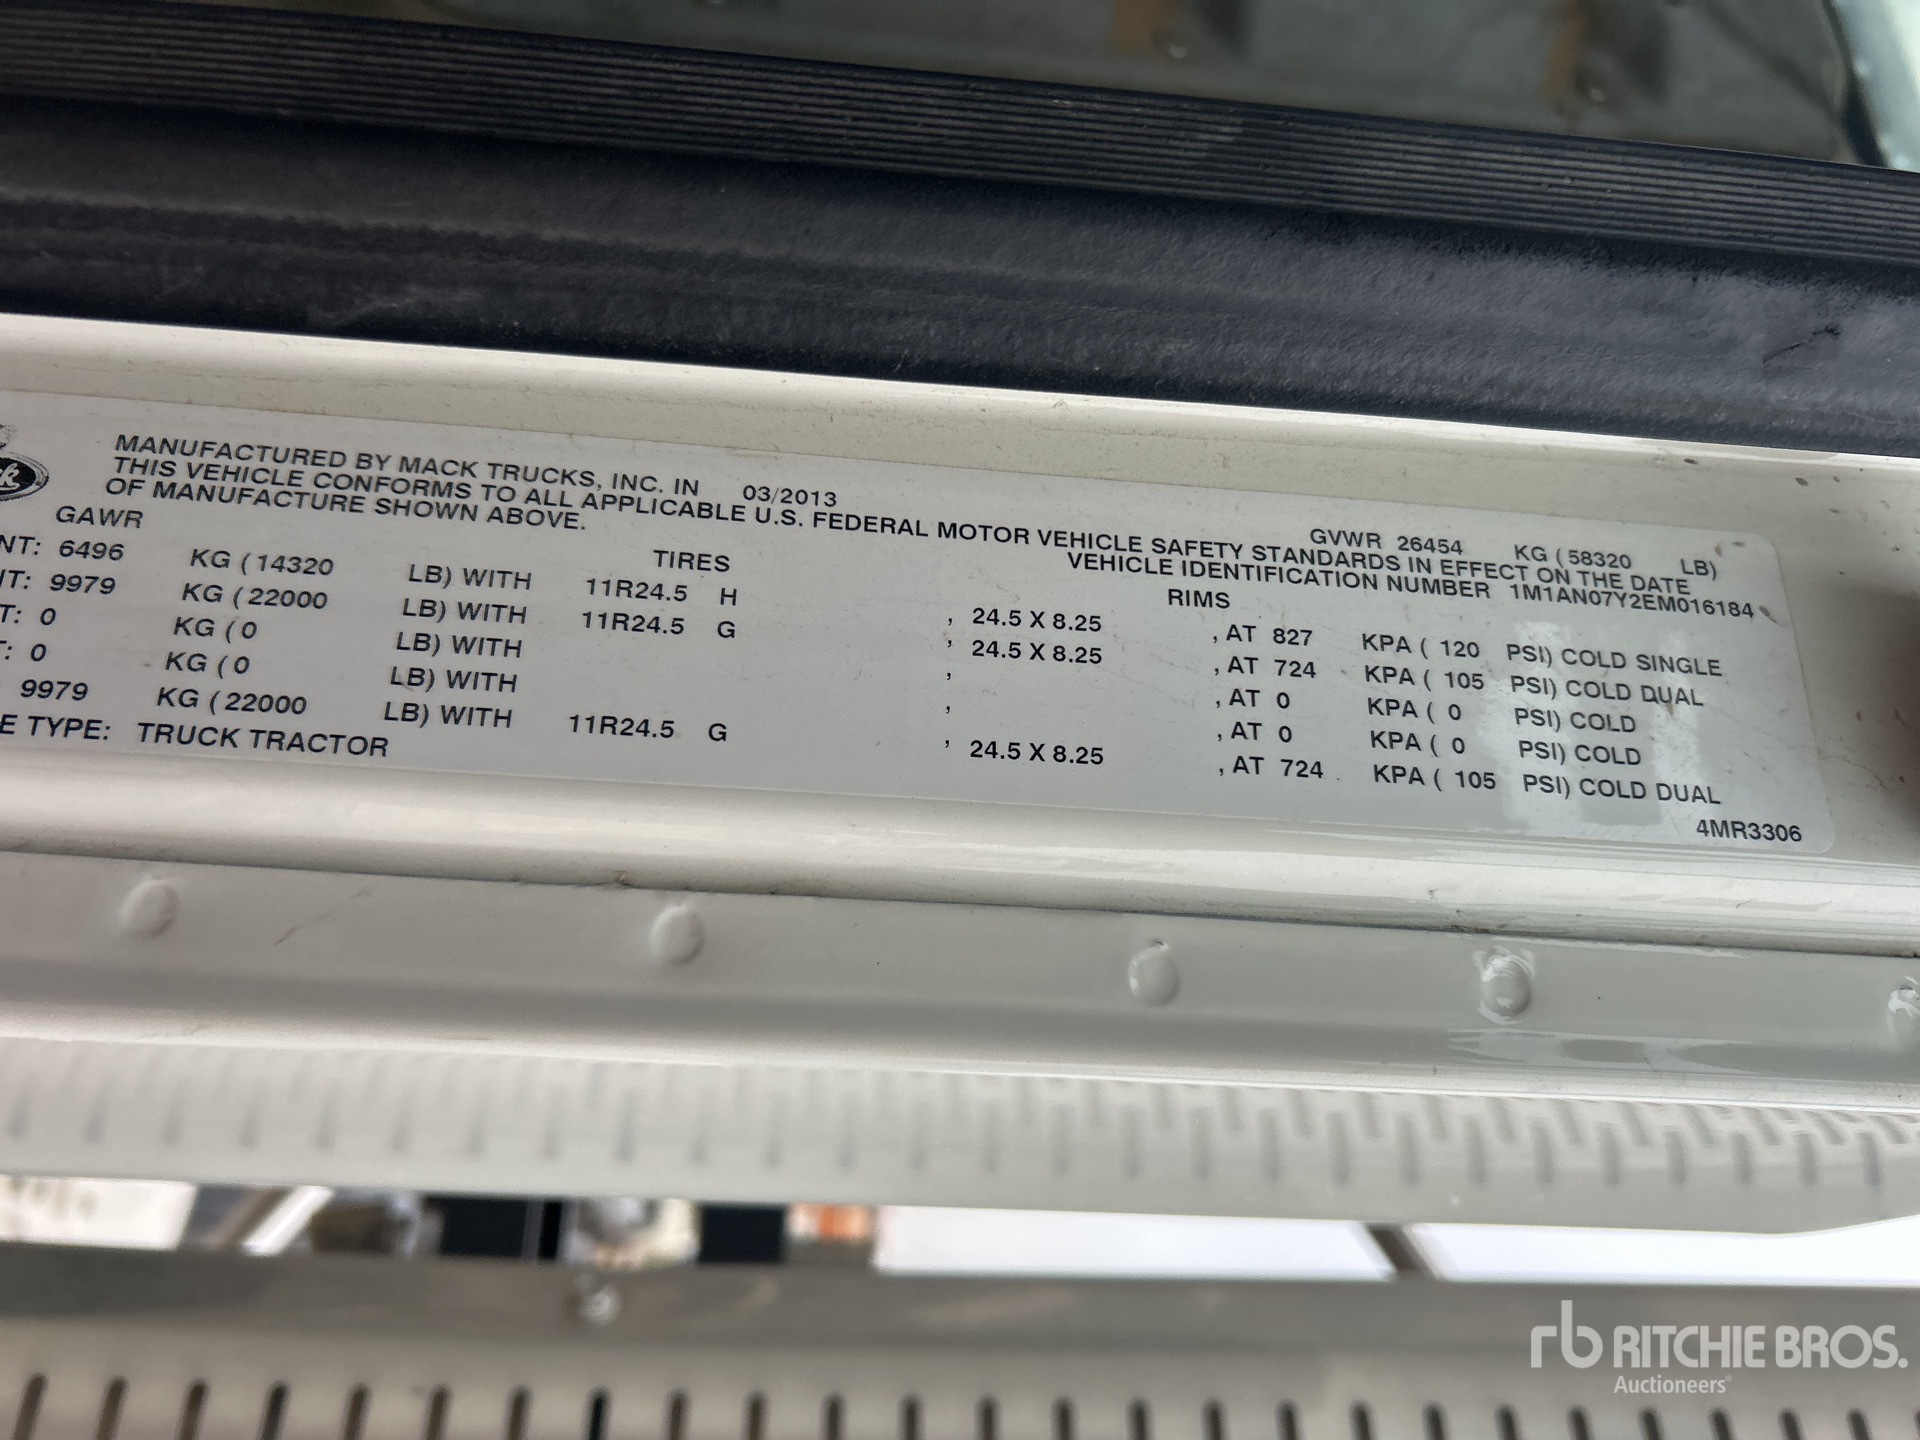 MANUFACTURED BY MACK TRUCKS, INC. IN 03/2013 GVWR 26454 KG (58320 LB)
THIS VEHICLE CONFORMS TO ALL APPLICABLE U.S. FEDERAL MOTOR VEHICLE SAFETY STANDARDS IN EFFECT ON THE DATE
OF MANUFACTURE SHOWN ABOVE. VEHICLE IDENTIFICATION NUMBER 1M1AN07Y2EM016184
GAWR TIRES RIMS
NT: 6496 KG (14320 LB) WITH 11R24.5 H , 24.5 X 8.25 , AT 827 KPA ( 120 PSI) COLD SINGLE
IT: 9979 KG (22000 LB) WITH 11R24.5 G , 24.5 X 8.25 , AT 724 KPA ( 105 PSI) COLD DUAL
T: 0 KG (0 LB) WITH , , AT 0 KPA ( 0 PSI) COLD
T: 0 KG (0 LB) WITH , , AT 0 KPA ( 0 PSI) COLD
9979 KG (22000 LB) WITH 11R24.5 G , 24.5 X 8.25 , AT 724 KPA ( 105 PSI) COLD DUAL
E TYPE: TRUCK TRACTOR
4MR3306
rb RITCHIE BROS.
Auctioneers